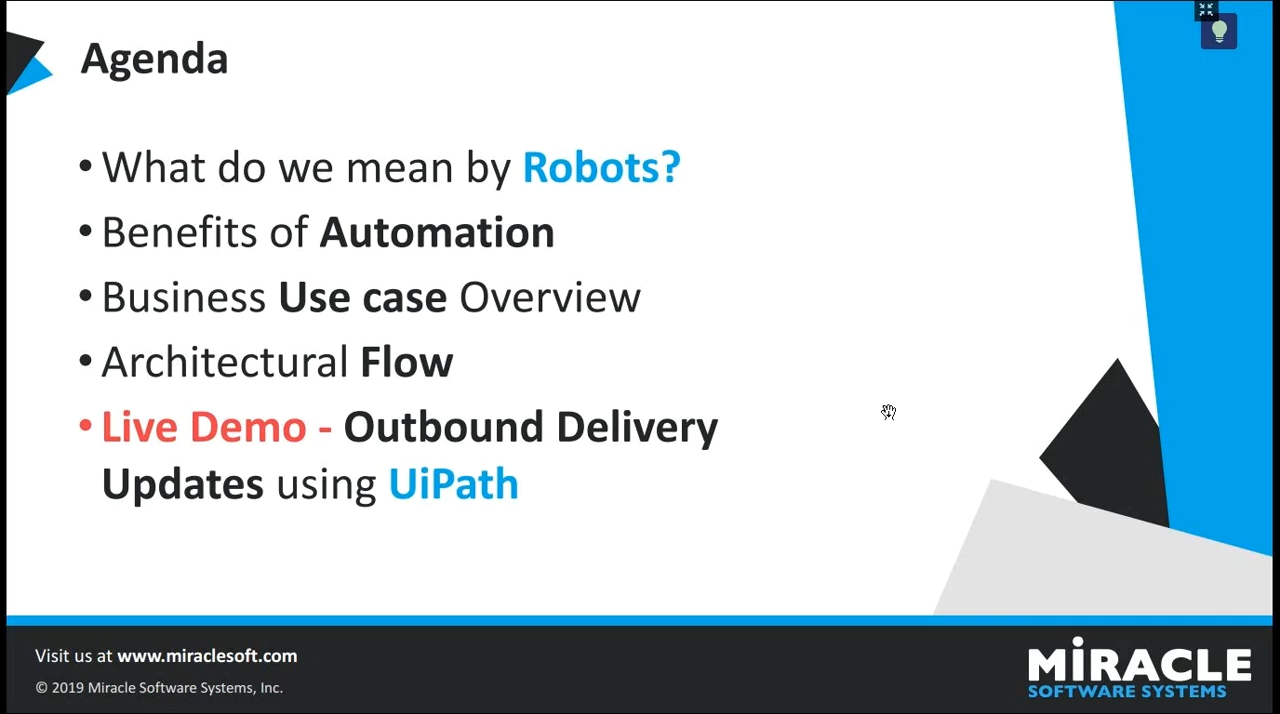 Agenda
• What do we mean by Robots?
• Benefits of Automation
• Business Use case Overview
• Architectural Flow
• Live Demo - Outbound Delivery
Updates using UiPath
Visit us at www.miraclesoft.com
© 2019 Miracle Software Systems, Inc.
MiRACLE
SOFTWARE SYSTEMS